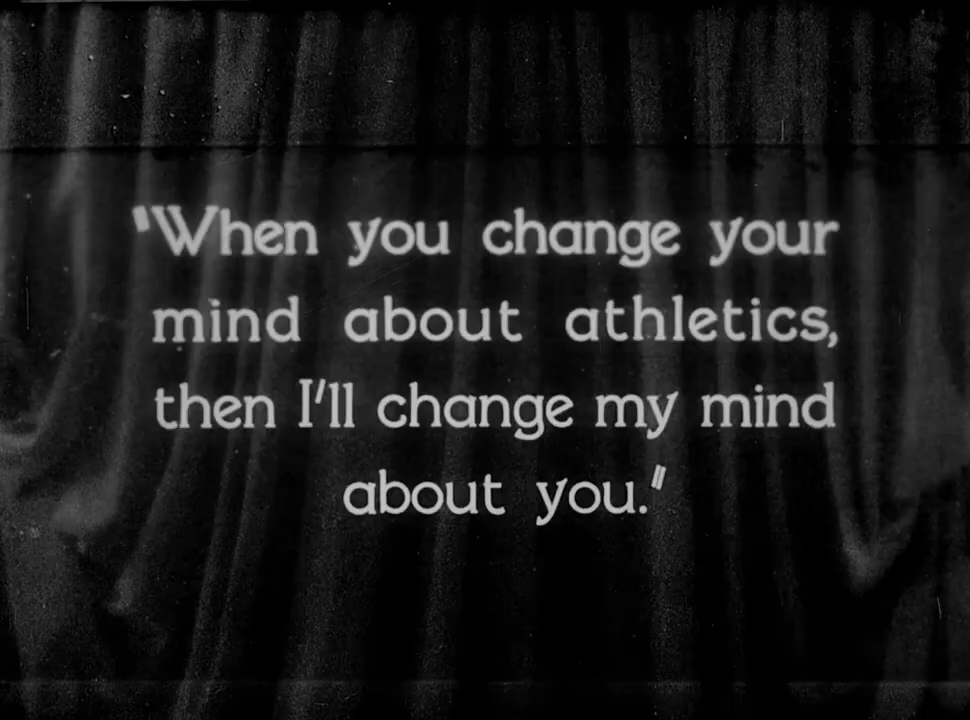 "When you change your
mind about athletics,
then I'll change my mind
about you."